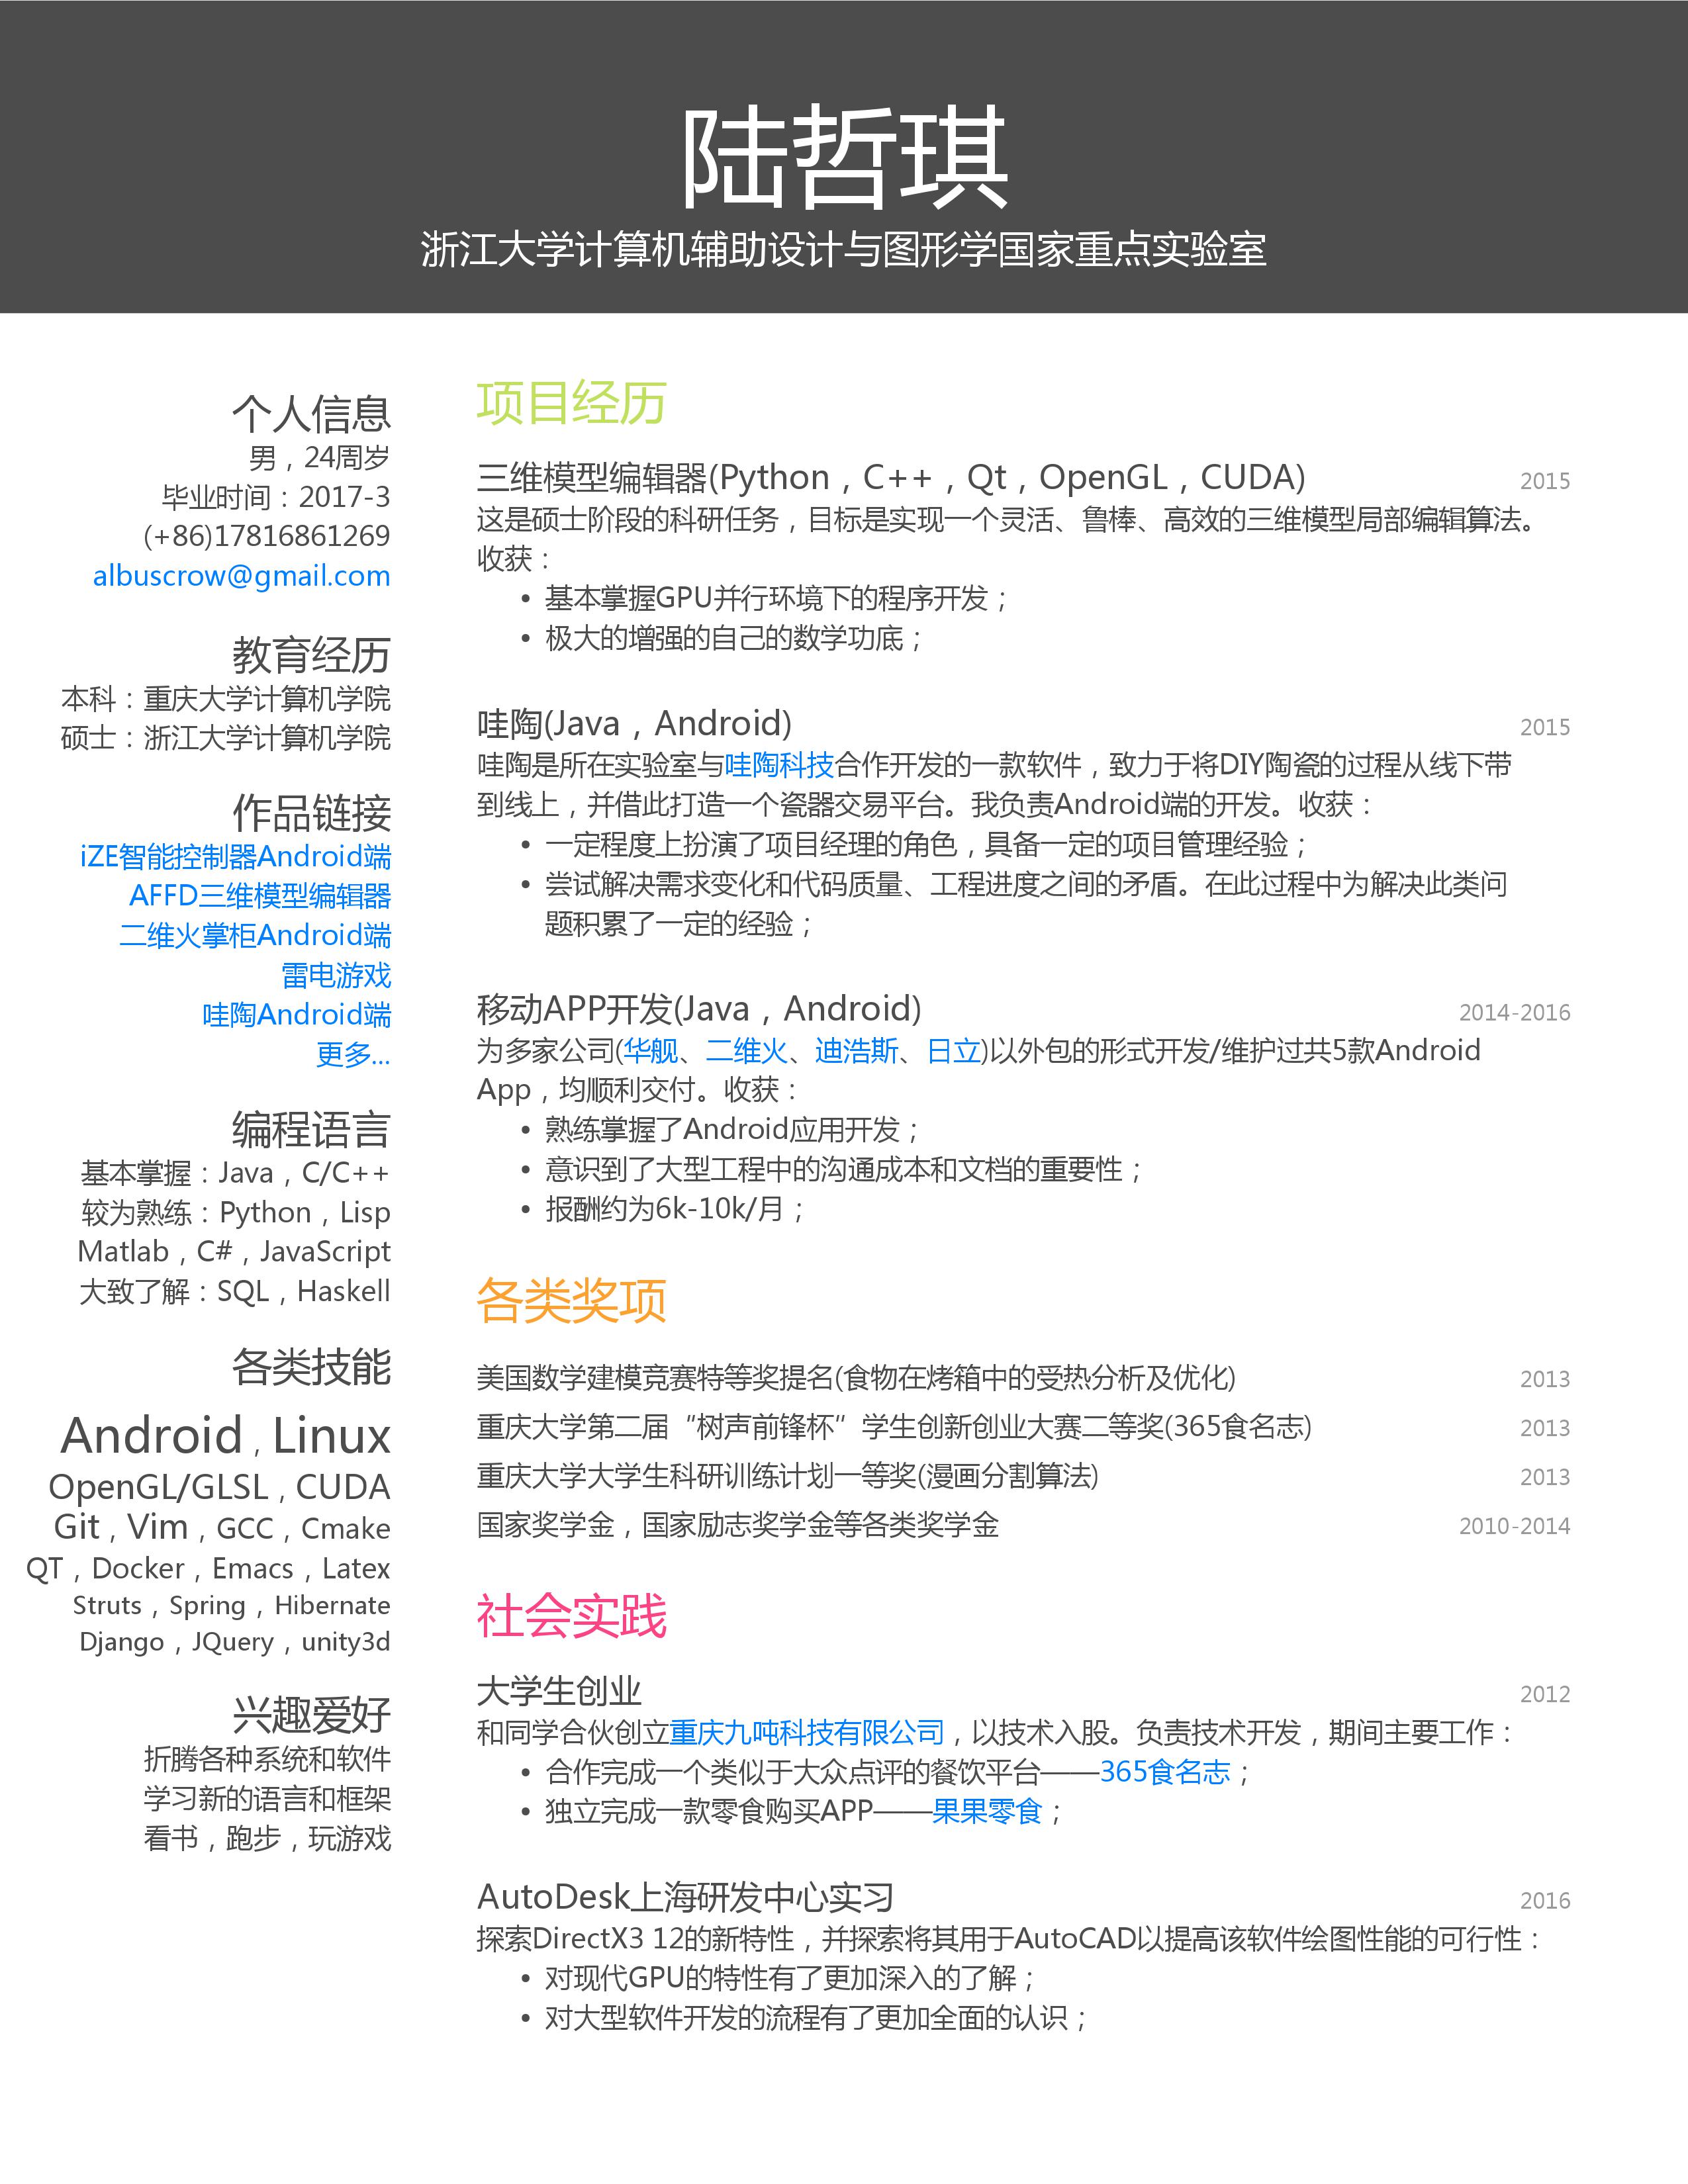 陆哲琪
浙江大学计算机辅助设计与图形学国家重点实验室
个人信息
男，24周岁
毕业时间：2017-3
(+86)17816861269
albuscrow@gmail.com
教育经历
本科：重庆大学计算机学院
硕士：浙江大学计算机学院
作品链接
iZE智能控制器Android端
AFFD三维模型编辑器
二维火掌柜Android端
雷电游戏
哇陶Android端
更多...
编程语言
基本掌握：Java，C/C++
较为熟练：Python，Lisp
Matlab，C#，JavaScript
大致了解：SQL，Haskell
各类技能
Android，Linux
OpenGL/GLSL，CUDA
Git，Vim，GCC，Cmake
QT，Docker，Emacs，Latex
Struts，Spring，Hibernate
Django，JQuery，unity3d
兴趣爱好
折腾各种系统和软件
学习新的语言和框架
看书，跑步，玩游戏
项目经历
三维模型编辑器(Python，C++，Qt，OpenGL，CUDA) 2015
这是硕士阶段的科研任务，目标是实现一个灵活、鲁棒、高效的三维模型局部编辑算法。
收获：
• 基本掌握GPU并行环境下的程序开发；
• 极大的增强的自己的数学功底；
哇陶(Java，Android) 2015
哇陶是所在实验室与哇陶科技合作开发的一款软件，致力于将DIY陶瓷的过程从线下带
到线上，并借此打造一个瓷器交易平台。我负责Android端的开发。收获：
• 一定程度上扮演了项目经理的角色，具备一定的项目管理经验；
• 尝试解决需求变化和代码质量、工程进度之间的矛盾。在此过程中为解决此类问
题积累了一定的经验；
移动APP开发(Java，Android) 2014-2016
为多家公司(华舰、二维火、迪浩斯、日立)以外包的形式开发/维护过共5款Android
App，均顺利交付。收获：
• 熟练掌握了Android应用开发；
• 意识到了大型工程中的沟通成本和文档的重要性；
• 报酬约为6k-10k/月；
各类奖项
美国数学建模竞赛特等奖提名(食物在烤箱中的受热分析及优化) 2013
重庆大学第二届“树声前锋杯”学生创新创业大赛二等奖(365食名志) 2013
重庆大学大学生科研训练计划一等奖(漫画分割算法) 2013
国家奖学金，国家励志奖学金等各类奖学金 2010-2014
社会实践
大学生创业 2012
和同学合伙创立重庆九吨科技有限公司，以技术入股。负责技术开发，期间主要工作：
• 合作完成一个类似于大众点评的餐饮平台——365食名志；
• 独立完成一款零食购买APP——果果零食；
AutoDesk上海研发中心实习 2016
探索DirectX3 12的新特性，并探索将其用于AutoCAD以提高该软件绘图性能的可行性：
• 对现代GPU的特性有了更加深入的了解；
• 对大型软件开发的流程有了更加全面的认识；